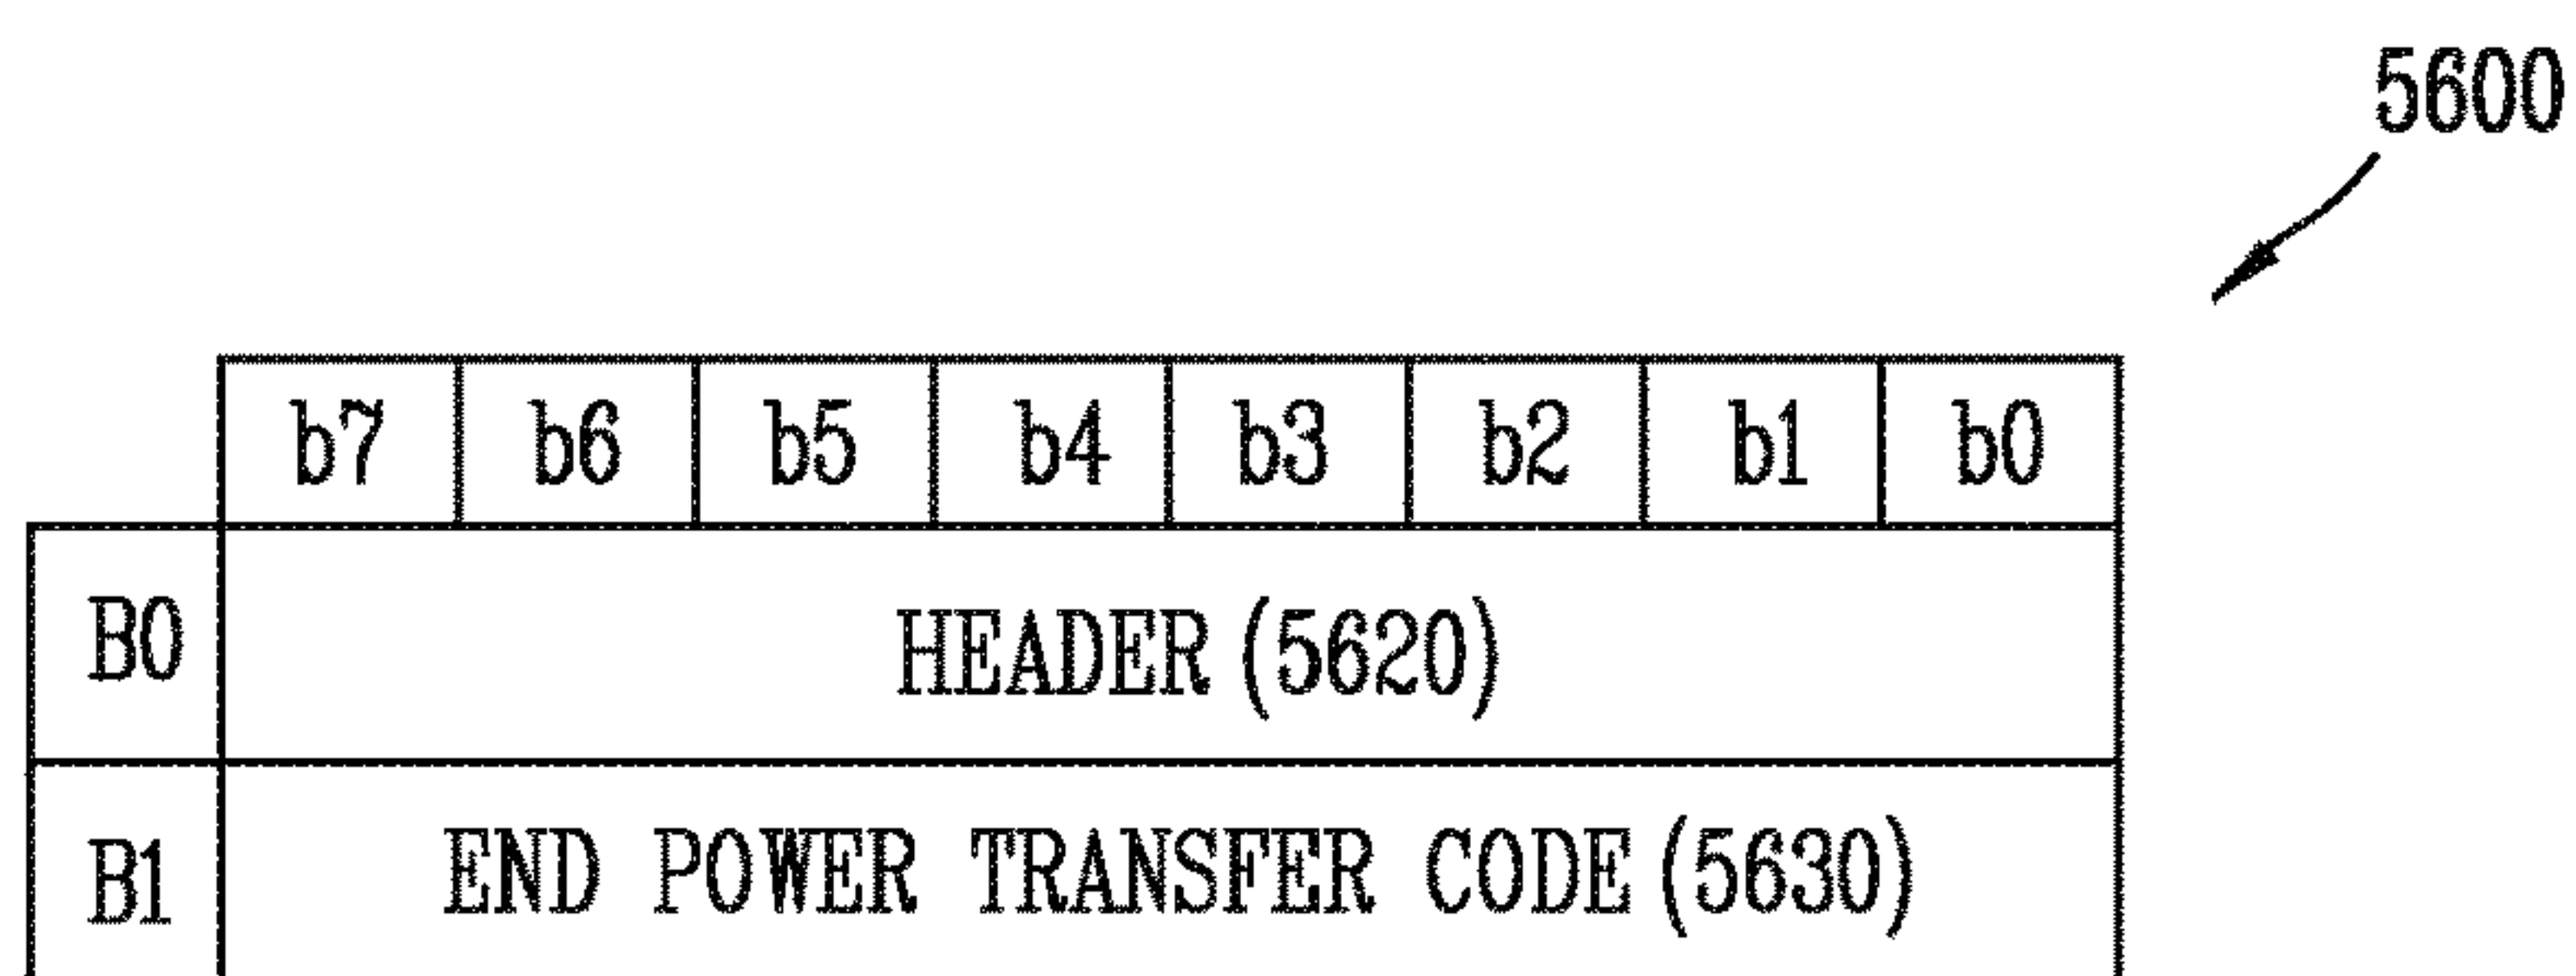 5600
b7 b6 b5 b4 b3 b2 b1 b0
B0 HEADER (5620)
B1 END POWER TRANSFER CODE (5630)